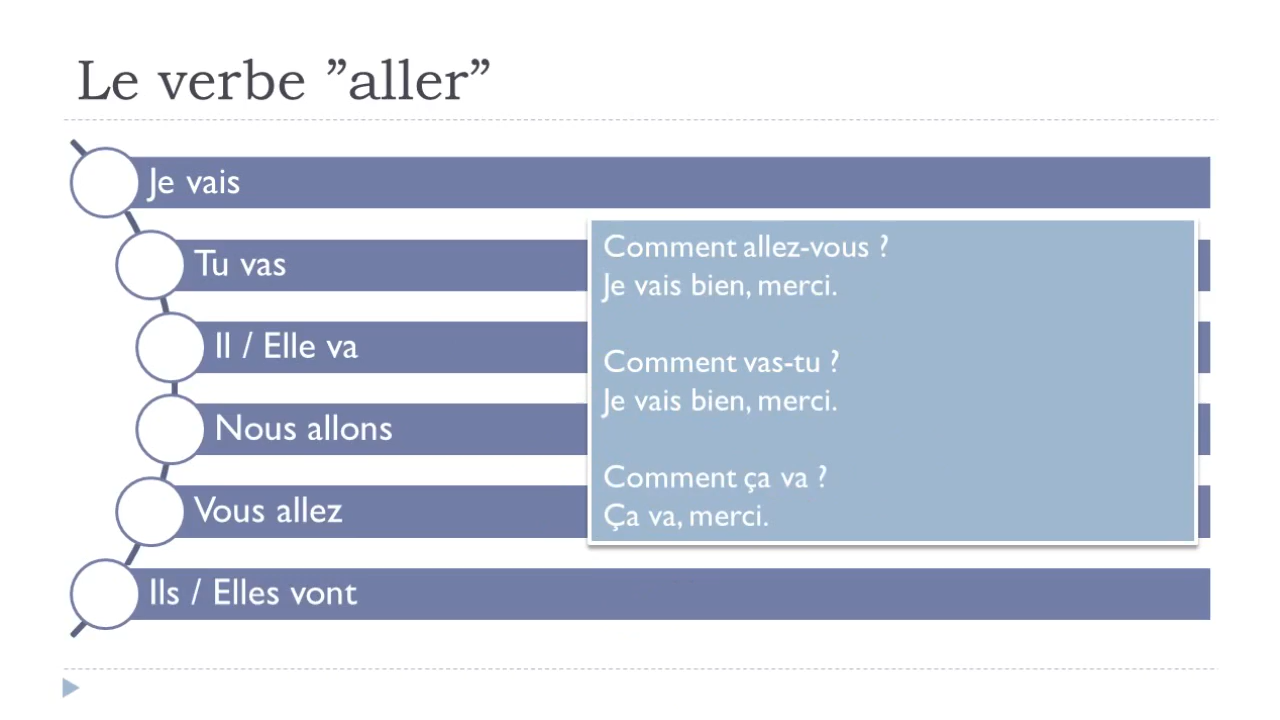 Le verbe ”aller”
Je vais
Tu vas
Il / Elle va
Nous allons
Vous allez
Ils / Elles vont
Comment allez-vous ?
Je vais bien, merci.
Comment vas-tu ?
Je vais bien, merci.
Comment ça va ?
Ça va, merci.